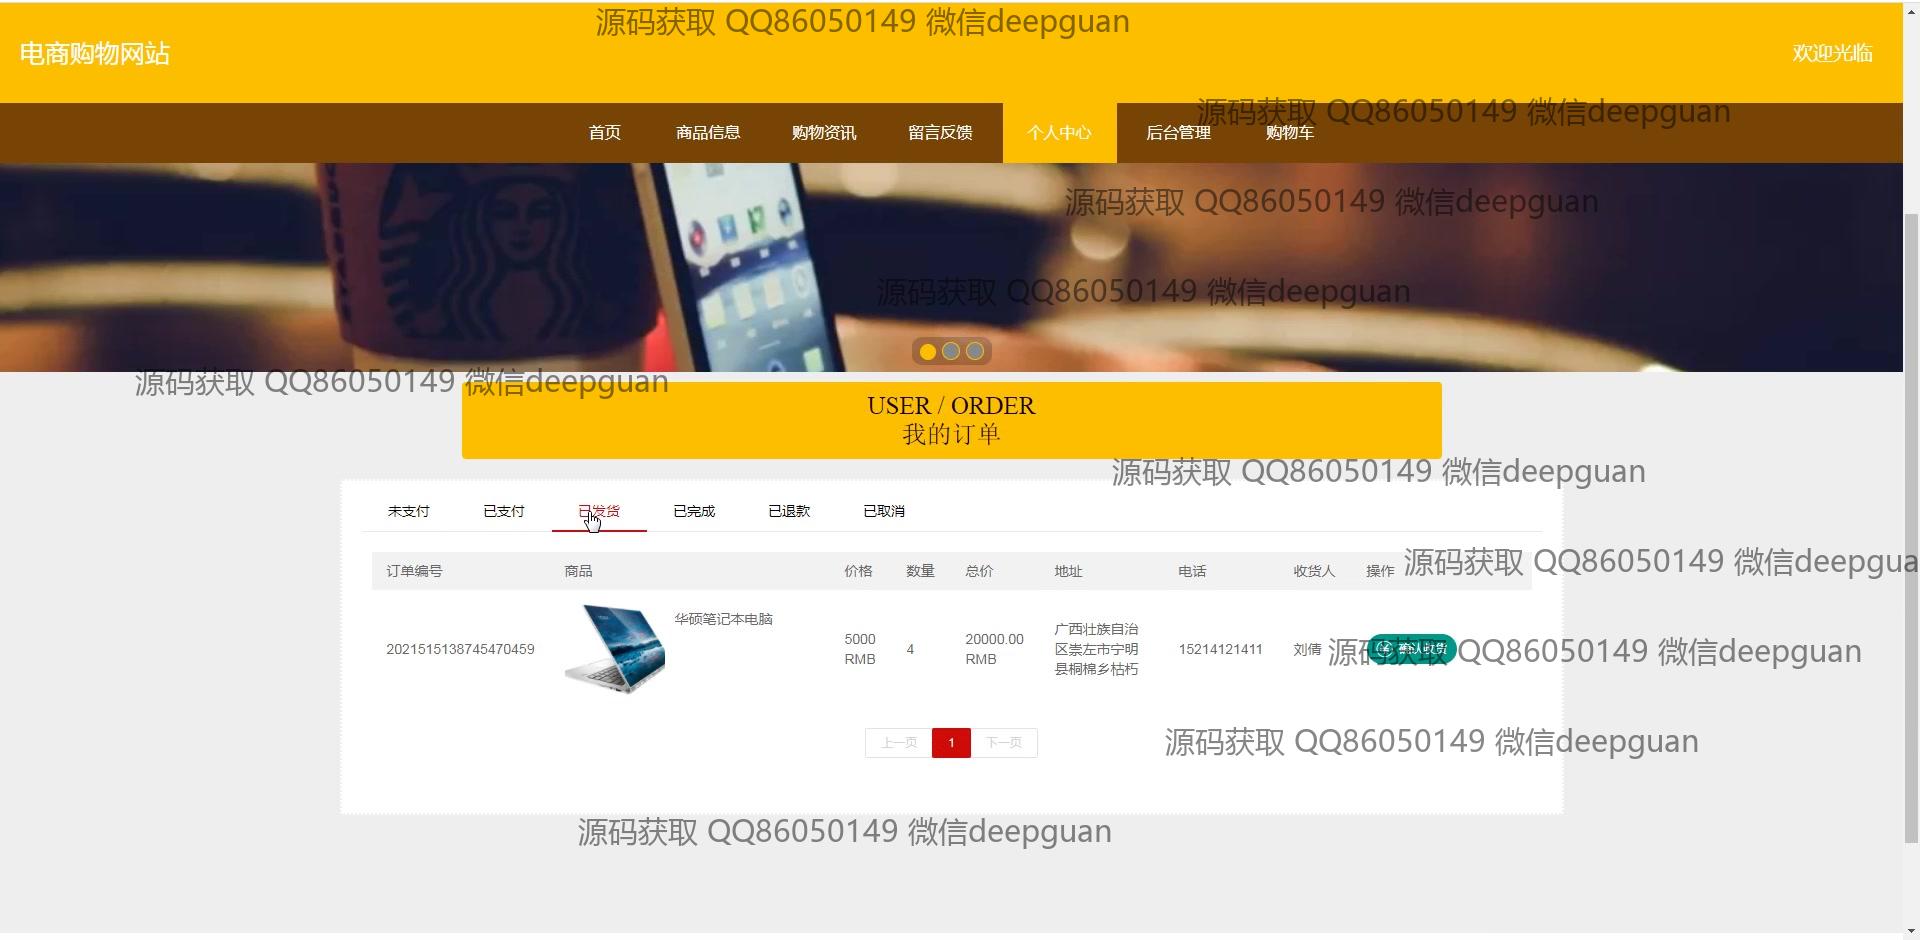 源码获取 QQ86050149 微信deepguan
电商购物网站
欢迎光临
源码获取 QQ86050149 微信deepguan
首页 商品信息 购物资讯 留言反馈 个人中心 后台管理 购物车
源码获取 QQ86050149 微信deepguan
源码获取 QQ86050149 微信deepguan
源码获取 QQ86050149 微信deepguan
USER / ORDER
我的订单
源码获取 QQ86050149 微信deepguan
未支付 已支付 已发货 已完成 已退款 已取消
源码获取 QQ86050149 微信deepgua
订单编号 商品 价格 数量 总价 地址 电话 收货人 操作
2021515138745470459
华硕笔记本电脑
5000
RMB
4
20000.00
RMB
广西壮族自治
区崇左市宁明
县桐棉乡枯朽
15214121411
刘倩
确认收货
源码获取 QQ86050149 微信deepguan
上一页 1 下一页
源码获取 QQ86050149 微信deepguan
源码获取 QQ86050149 微信deepguan